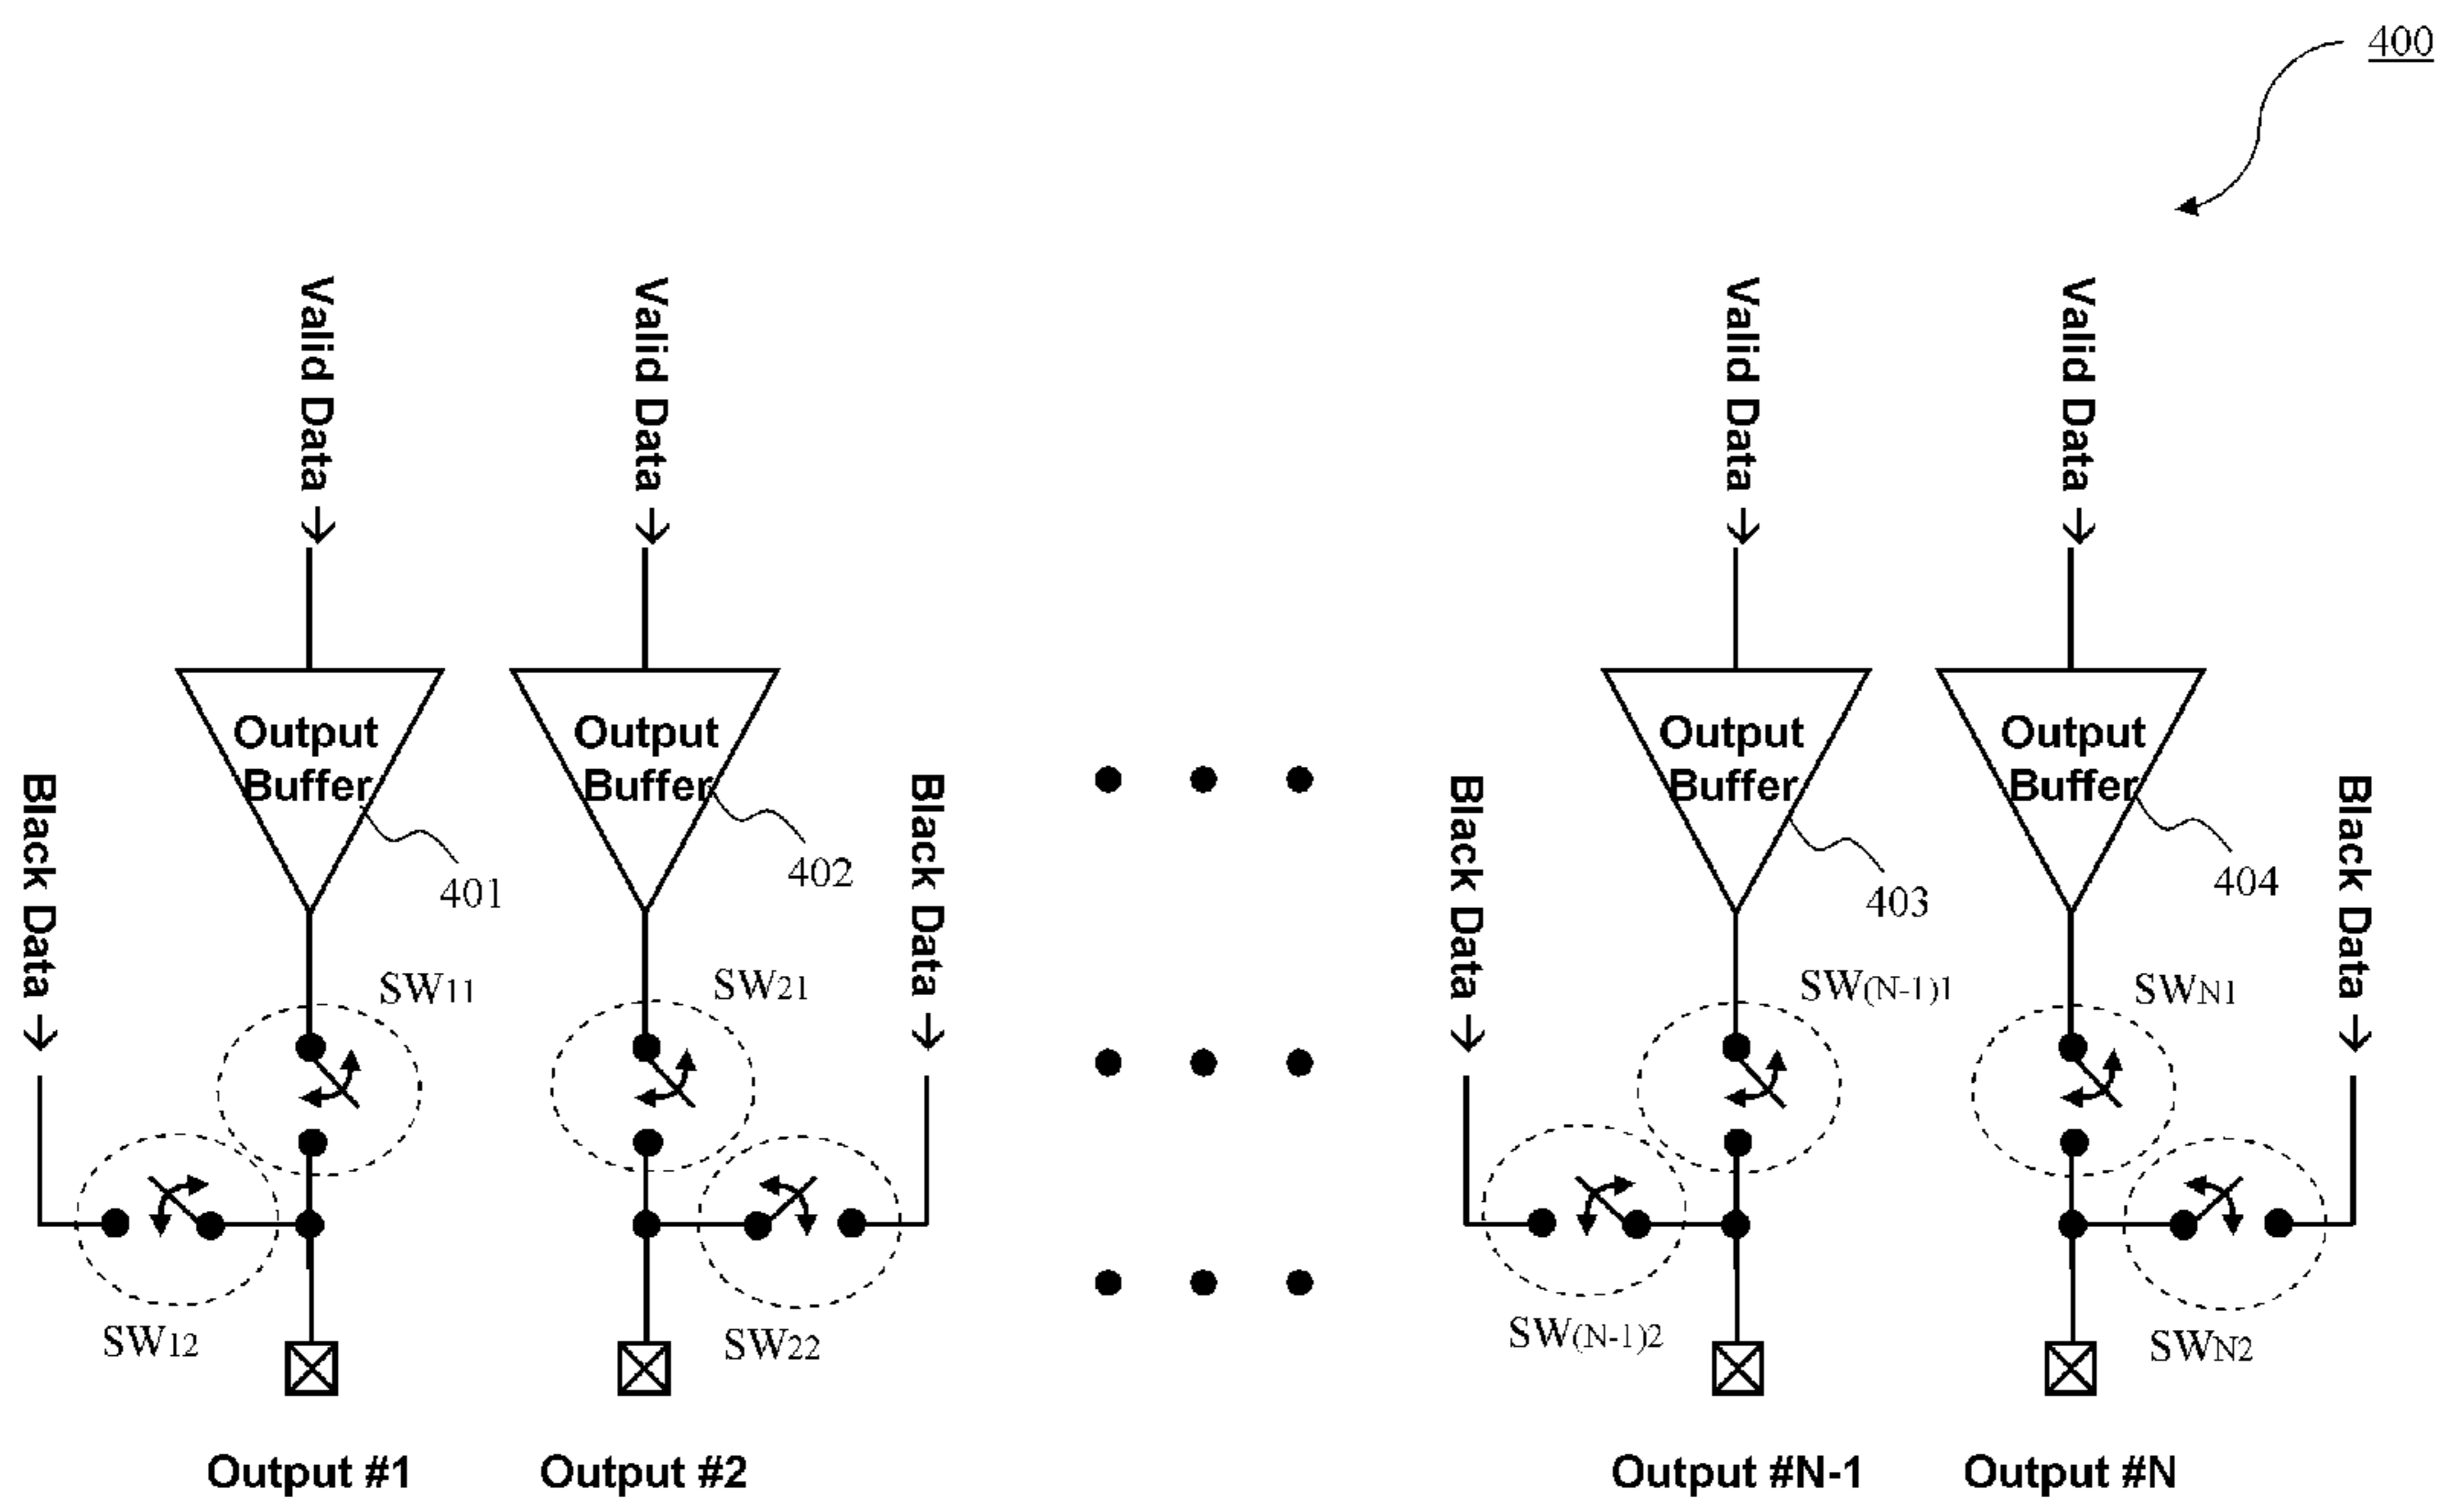 400
Valid Data →
Valid Data →
Valid Data →
Valid Data →
Output
Buffer
Output
Buffer
Output
Buffer
Output
Buffer
401
402
403
404
Black Data →
Black Data →
Black Data →
Black Data →
SW11
SW21
SW(N-1)1
SWN1
SW12
SW22
SW(N-1)2
SWN2
Output #1
Output #2
Output #N-1
Output #N